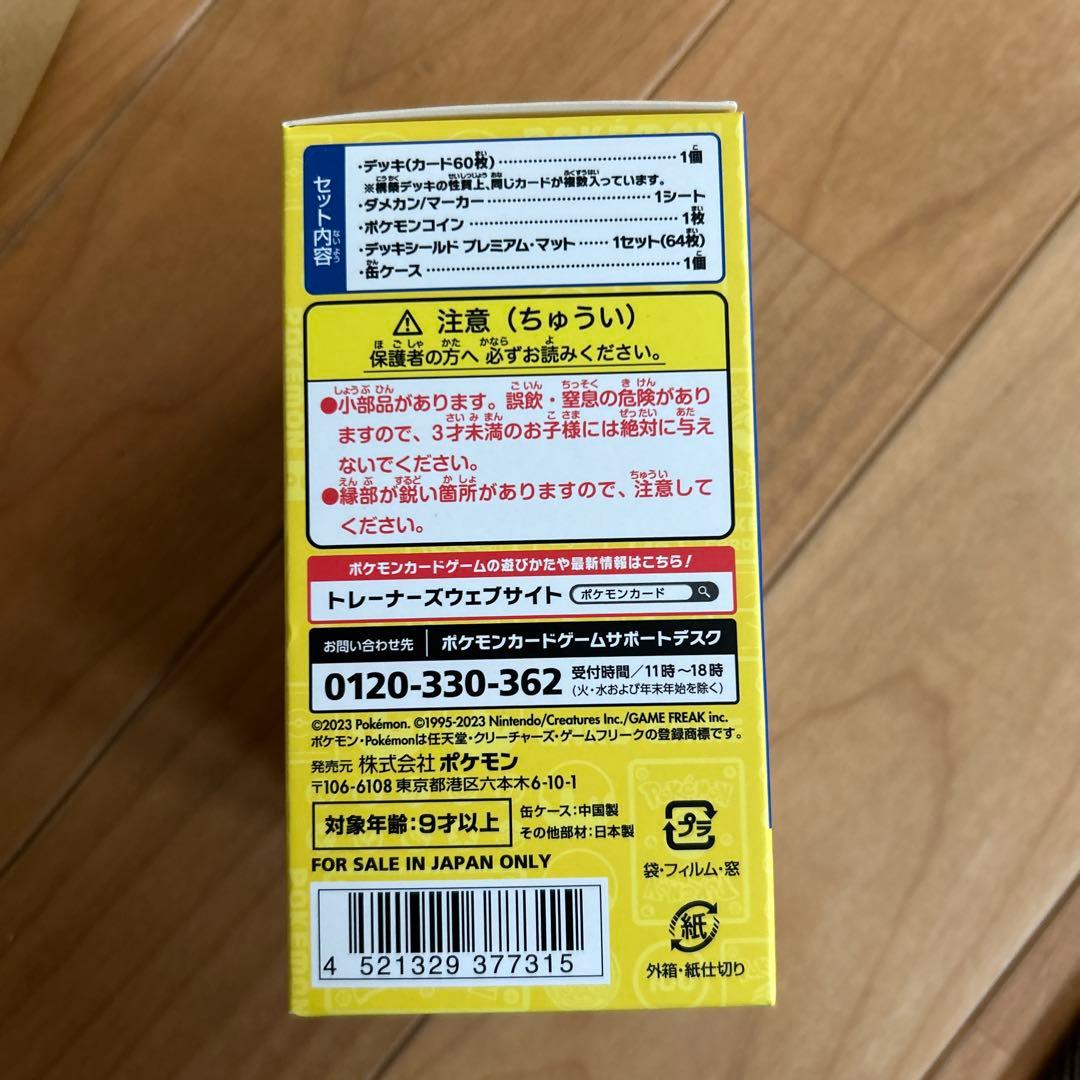 POKÉMON
セット内容
ないよう
・デッキ(カード60枚)……1個
※構築デッキの性質上、同じカードが複数入っています。
・ダメカン/マーカー……1シート
・ポケモンコイン……1枚
・デッキシールド プレミアム・マット……1セット(64枚)
・缶ケース……1個
⚠ 注意(ちゅうい)
保護者の方へ 必ずお読みください。
●小部品があります。誤飲・窒息の危険があり
ますので、3才未満のお子様には絶対に与え
ないでください。
●縁部が鋭い箇所がありますので、注意して
ください。
ポケモンカードゲームの遊びかたや最新情報はこちら!
トレーナーズウェブサイト ポケモンカード
お問い合わせ先 ポケモンカードゲームサポートデスク
0120-330-362 受付時間/11時~18時
(火・水および年末年始を除く)
©2023 Pokémon. ©1995-2023 Nintendo/Creatures Inc./GAME FREAK inc.
ポケモン・Pokémonは任天堂・クリーチャーズ・ゲームフリークの登録商標です。
発売元 株式会社 ポケモン
〒106-6108 東京都港区六本木6-10-1
対象年齢:9才以上
缶ケース:中国製
その他部材:日本製
FOR SALE IN JAPAN ONLY
4 521329 377315
プラ
袋・フィルム・窓
紙
外箱・紙仕切り
POKÉMON
POKÉMON